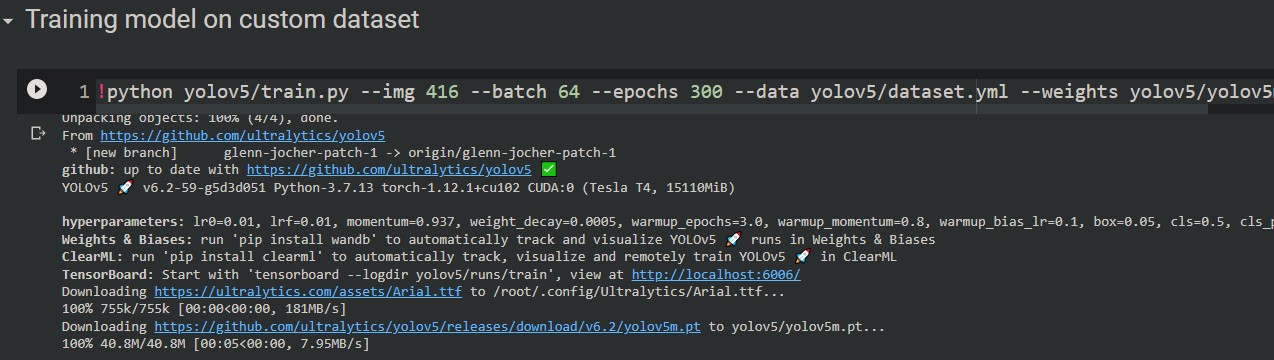 Training model on custom dataset
1 !python yolov5/train.py --img 416 --batch 64 --epochs 300 --data yolov5/dataset.yml --weights yolov5/yolov5
Unpacking objects: 100% (4/4), done.
From https://github.com/ultralytics/yolov5
* [new branch] glenn-jocher-patch-1 -> origin/glenn-jocher-patch-1
github: up to date with https://github.com/ultralytics/yolov5 ✅
YOLOv5 🚀 v6.2-59-g5d3d051 Python-3.7.13 torch-1.12.1+cu102 CUDA:0 (Tesla T4, 15110MiB)
hyperparameters: lr0=0.01, lrf=0.01, momentum=0.937, weight_decay=0.0005, warmup_epochs=3.0, warmup_momentum=0.8, warmup_bias_lr=0.1, box=0.05, cls=0.5, cls_p
Weights & Biases: run 'pip install wandb' to automatically track and visualize YOLOv5 🚀 runs in Weights & Biases
ClearML: run 'pip install clearml' to automatically track, visualize and remotely train YOLOv5 🚀 in ClearML
TensorBoard: Start with 'tensorboard --logdir yolov5/runs/train', view at http://localhost:6006/
Downloading https://ultralytics.com/assets/Arial.ttf to /root/.config/Ultralytics/Arial.ttf...
100% 755k/755k [00:00<00:00, 181MB/s]
Downloading https://github.com/ultralytics/yolov5/releases/download/v6.2/yolov5m.pt to yolov5/yolov5m.pt...
100% 40.8M/40.8M [00:05<00:00, 7.95MB/s]